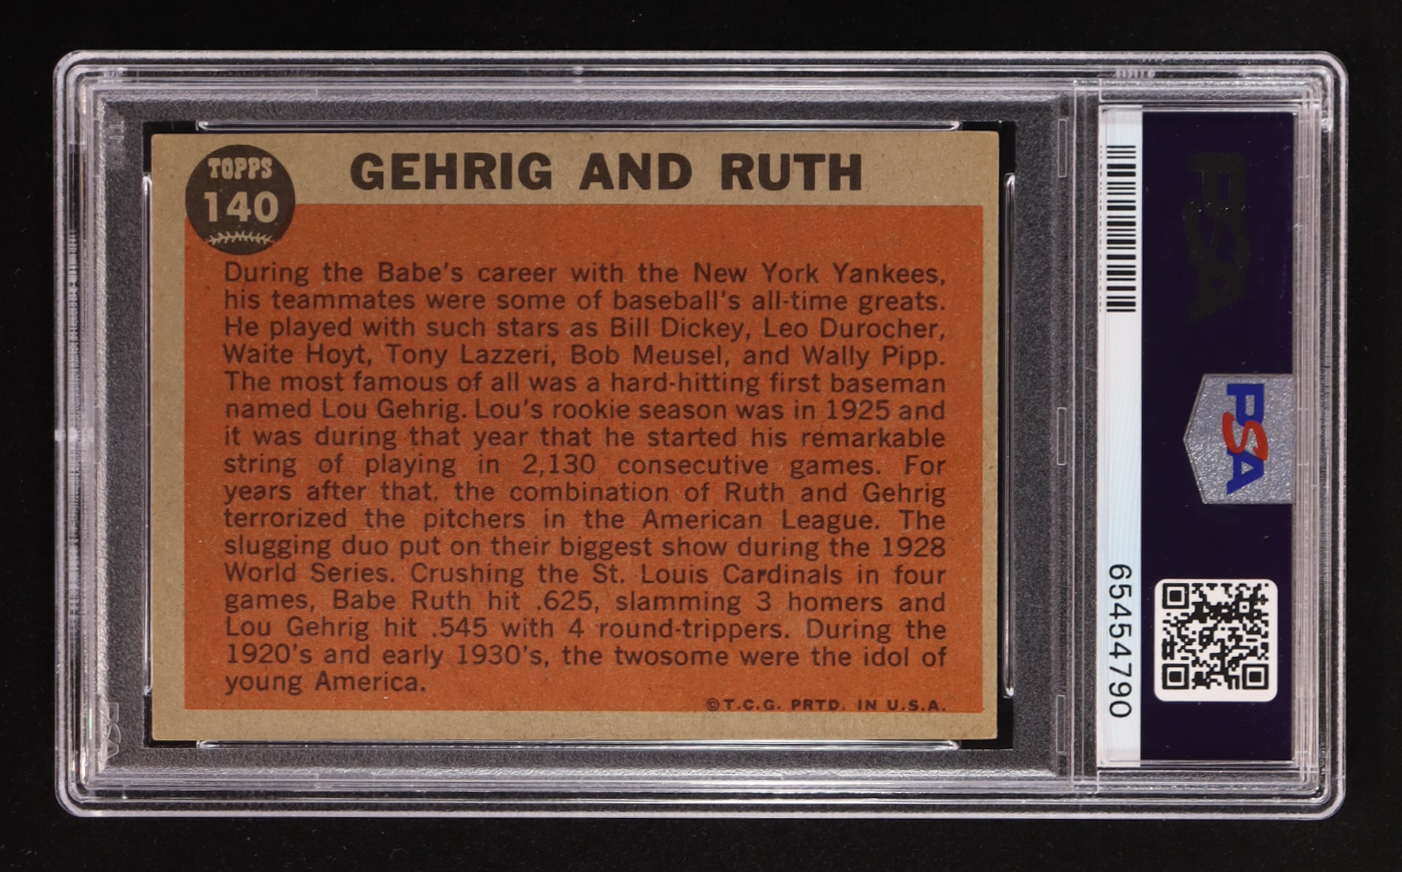 TOPPS
140
GEHRIG AND RUTH
During the Babe's career with the New York Yankees,
his teammates were some of baseball's all-time greats.
He played with such stars as Bill Dickey, Leo Durocher,
Waite Hoyt, Tony Lazzeri, Bob Meusel, and Wally Pipp.
The most famous of all was a hard-hitting first baseman
named Lou Gehrig. Lou's rookie season was in 1925 and
it was during that year that he started his remarkable
string of playing in 2,130 consecutive games. For
years after that, the combination of Ruth and Gehrig
terrorized the pitchers in the American League. The
slugging duo put on their biggest show during the 1928
World Series. Crushing the St. Louis Cardinals in four
games, Babe Ruth hit .625, slamming 3 homers and
Lou Gehrig hit .545 with 4 round-trippers. During the
1920's and early 1930's, the twosome were the idol of
young America.
©T.C.G. PRTD. IN U.S.A.
PSA
PSA
65454790